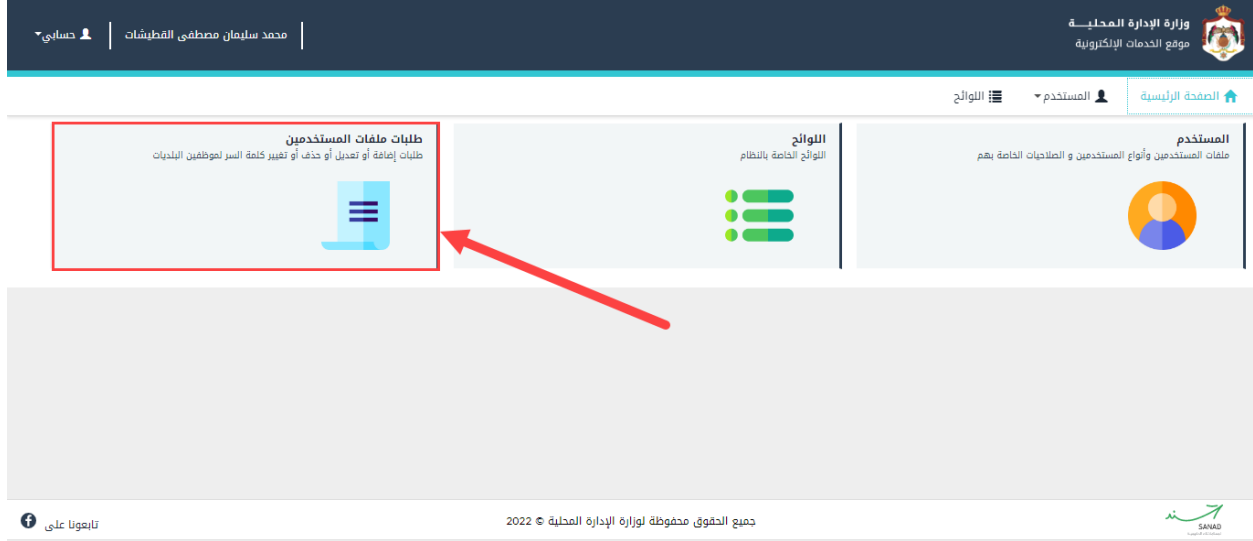 وزارة الإدارة المحليـــة
موقع الخدمات الإلكترونية
محمد سليمان مصطفى القطيشات
حسابي
الصفحة الرئيسية
المستخدم
اللوائح
المستخدم
ملفات المستخدمين وأنواع المستخدمين و الصلاحيات الخاصة بهم
اللوائح
اللوائح الخاصة بالنظام
طلبات ملفات المستخدمين
طلبات إضافة أو تعديل أو حذف أو تغيير كلمة السر لموظفين البلديات
سند
SANAD
جميع الحقوق محفوظة لوزارة الإدارة المحلية © 2022
تابعونا على